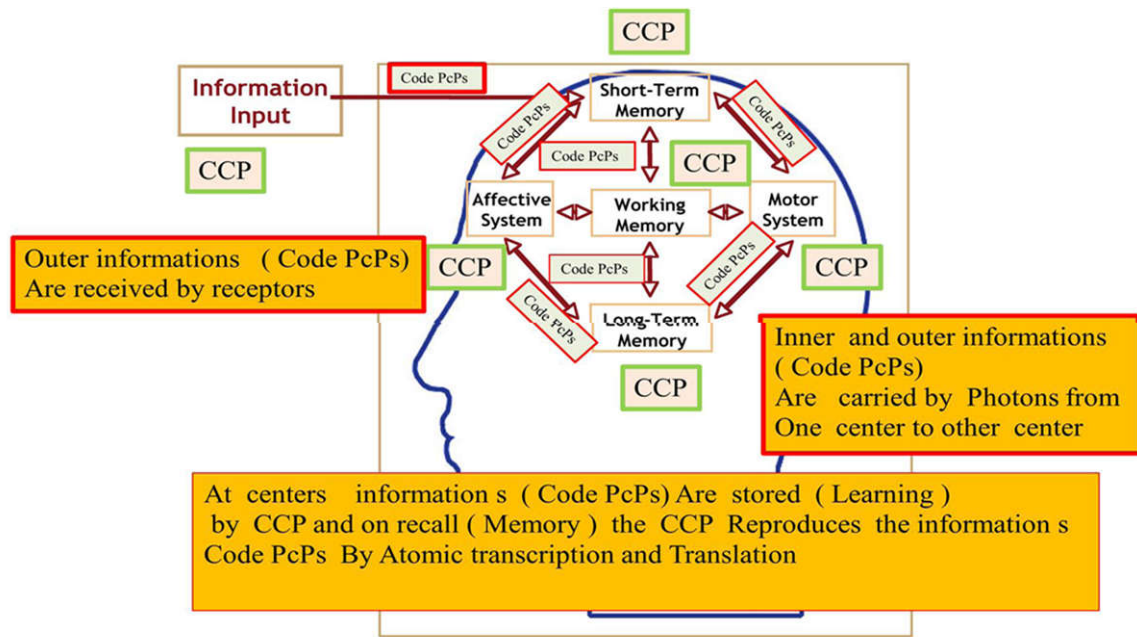 CCP
Code PcPs
Information
Input
Short-Term
Memory
Code PcPs
Code PcPs
Code PcPs
CCP
CCP
Affective
System
Working
Memory
Motor
System
Outer informations ( Code PcPs)
Are received by receptors
CCP
Code PcPs
Code PcPs
CCP
Code PcPs
Long-Term
Memory
Inner and outer informations
( Code PcPs)
Are carried by Photons from
One center to other center
CCP
At centers information s ( Code PcPs) Are stored ( Learning )
by CCP and on recall ( Memory ) the CCP Reproduces the information s
Code PcPs By Atomic transcription and Translation